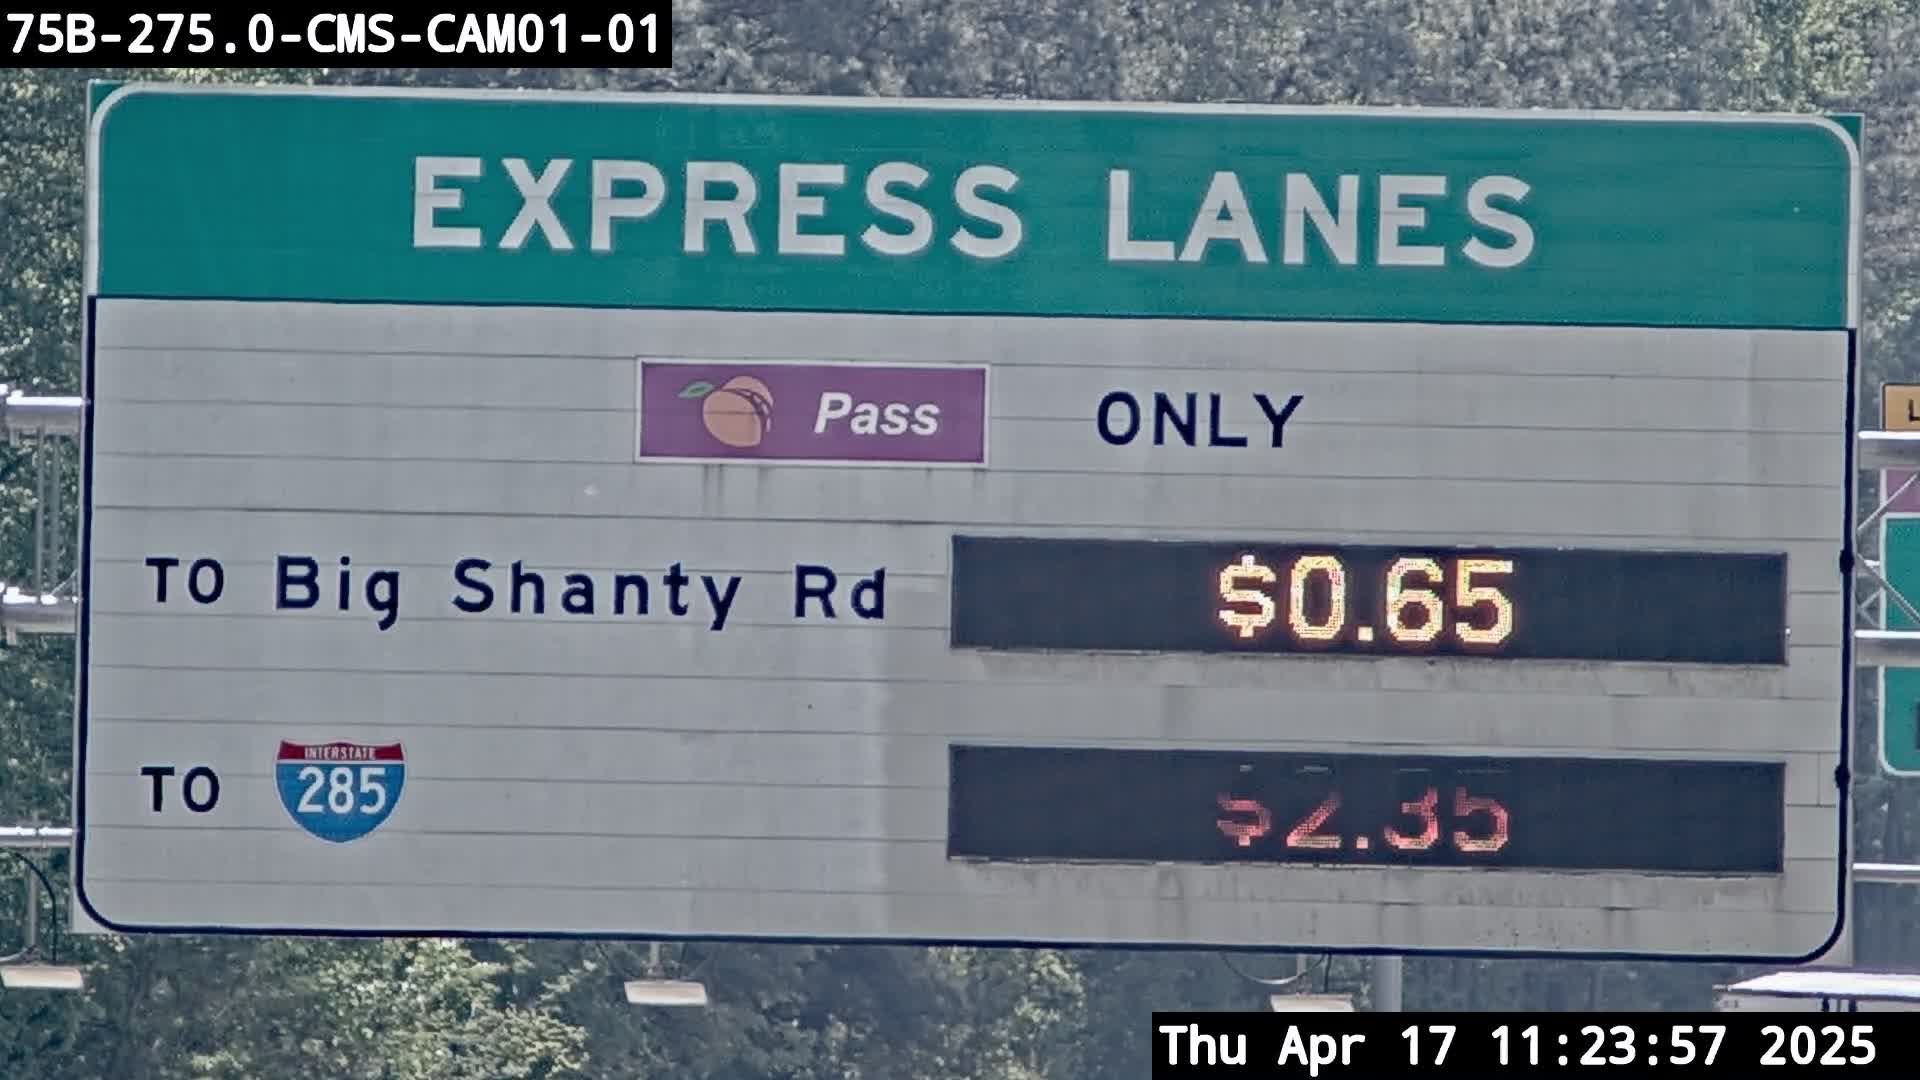 75B-275.0-CMS-CAM01-01
EXPRESS LANES
Pass ONLY
TO Big Shanty Rd $0.65
TO INTERSTATE 285 $2.35
Thu Apr 17 11:23:57 2025